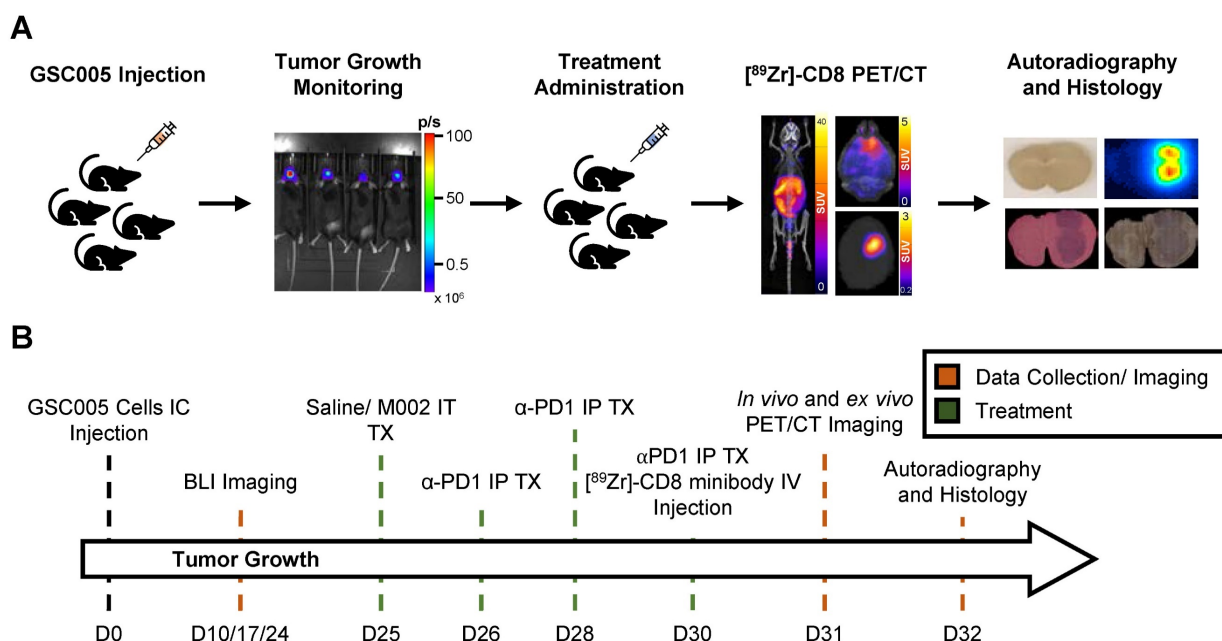 A
GSC005 Injection
Tumor Growth
Monitoring
Treatment
Administration
[⁸⁹Zr]-CD8 PET/CT
Autoradiography
and Histology
p/s
100
50
0.5
x 10⁶
40
SUV
0
5
SUV
0
3
SUV
0.2
B
Data Collection/ Imaging
Treatment
GSC005 Cells IC
Injection
BLI Imaging
Saline/ M002 IT
TX
α-PD1 IP TX
α-PD1 IP TX
αPD1 IP TX
[⁸⁹Zr]-CD8 minibody IV
Injection
In vivo and ex vivo
PET/CT Imaging
Autoradiography
and Histology
Tumor Growth
D0
D10/17/24
D25
D26
D28
D30
D31
D32